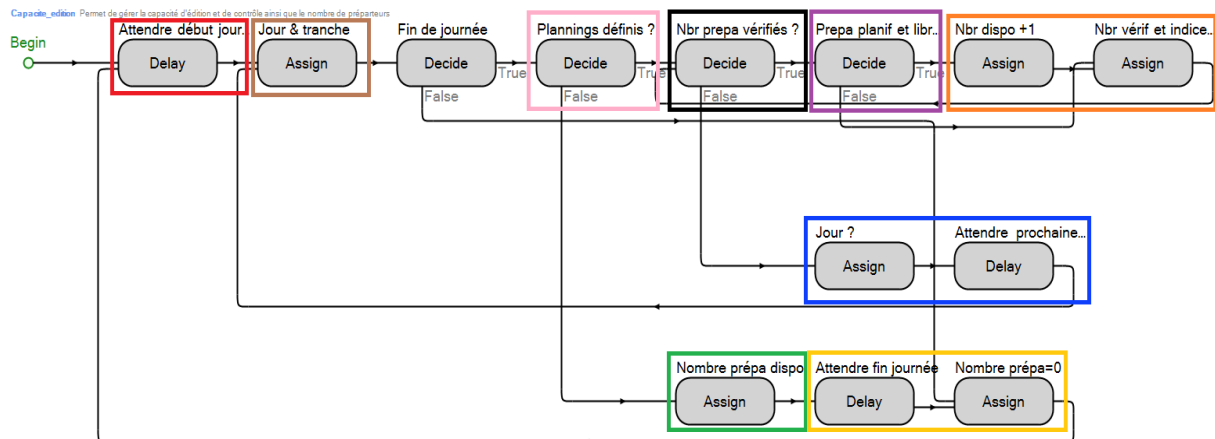 Capacite_edition Permet de gérer la capacité d'édition et de contrôle ainsi que le nombre de préparteurs
Begin
Attendre début jour...
Delay
Jour & tranche
Assign
Fin de journée
Decide
True
False
Plannings définis ?
Decide
True
False
Nbr prepa vérifiés ?
Decide
True
False
Prepa planif et libr...
Decide
True
False
Nbr dispo +1
Assign
Nbr vérif et indice...
Assign
Jour ?
Assign
Attendre prochaine...
Delay
Nombre prépa dispo
Assign
Attendre fin journée
Delay
Nombre prépa=0
Assign